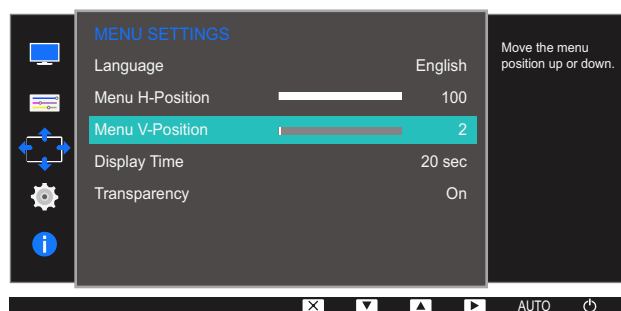 MENU SETTINGS
Language English
Menu H-Position 100
Menu V-Position 2
Display Time 20 sec
Transparency On
Move the menu
position up or down.
i
AUTO